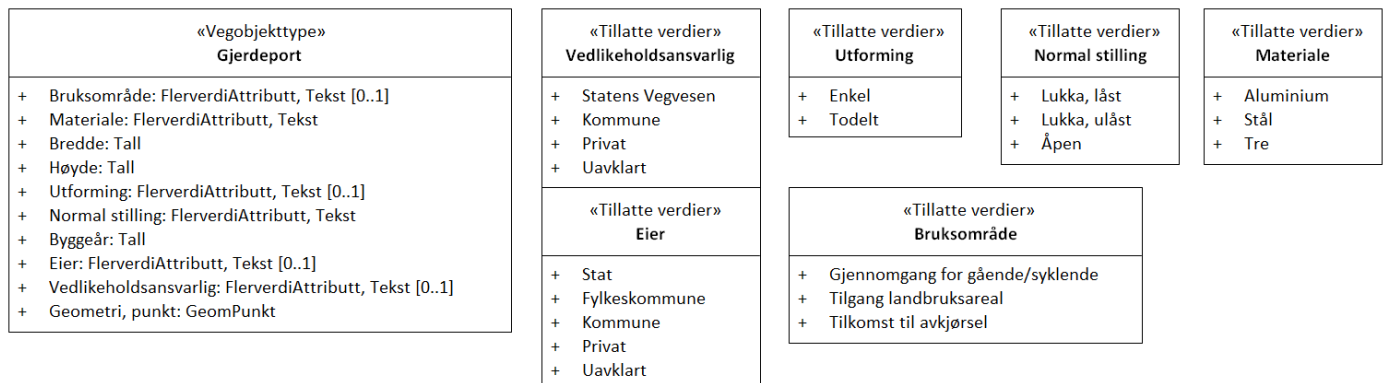 «Vegobjekttype»
Gjerdeport
+ Bruksområde: FlerverdiAttributt, Tekst [0..1]
+ Materiale: FlerverdiAttributt, Tekst
+ Bredde: Tall
+ Høyde: Tall
+ Utforming: FlerverdiAttributt, Tekst [0..1]
+ Normal stilling: FlerverdiAttributt, Tekst
+ Byggeår: Tall
+ Eier: FlerverdiAttributt, Tekst [0..1]
+ Vedlikeholdsansvarlig: FlerverdiAttributt, Tekst [0..1]
+ Geometri, punkt: GeomPunkt
«Tillatte verdier»
Vedlikeholdsansvarlig
+ Statens Vegvesen
+ Kommune
+ Privat
+ Uavklart
«Tillatte verdier»
Eier
+ Stat
+ Fylkeskommune
+ Kommune
+ Privat
+ Uavklart
«Tillatte verdier»
Utforming
+ Enkel
+ Todelt
«Tillatte verdier»
Normal stilling
+ Lukka, låst
+ Lukka, ulåst
+ Åpen
«Tillatte verdier»
Materiale
+ Aluminium
+ Stål
+ Tre
«Tillatte verdier»
Bruksområde
+ Gjennomgang for gående/syklende
+ Tilgang landbruksareal
+ Tilkomst til avkjørsel